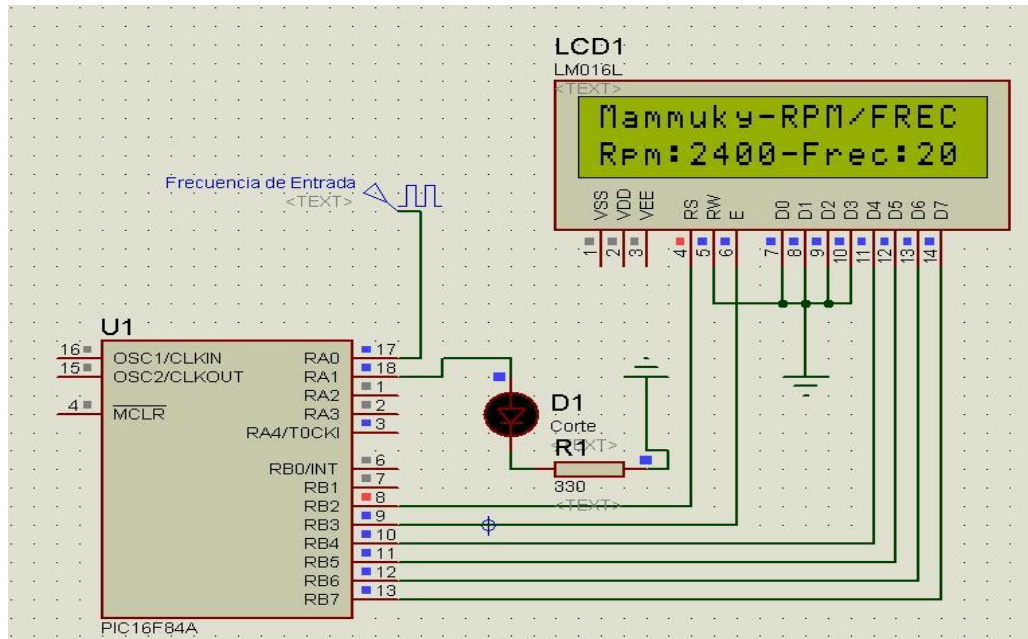 LCD1
LM016L
<TEXT>
Mammuky-RPM/FREC
Rpm:2400-Frec:20
VSS
VDD
VEE
RS
RW
E
D0
D1
D2
D3
D4
D5
D6
D7
1
2
3
4
5
6
7
8
9
10
11
12
13
14
Frecuencia de Entrada
<TEXT>
U1
16 OSC1/CLKIN
15 OSC2/CLKOUT
4 MCLR
RA0 17
RA1 18
RA2 1
RA3 2
RA4/T0CKI 3
RB0/INT 6
RB1 7
RB2 8
RB3 9
RB4 10
RB5 11
RB6 12
RB7 13
PIC16F84A
D1
Corte
<TEXT>
R1
330
<TEXT>